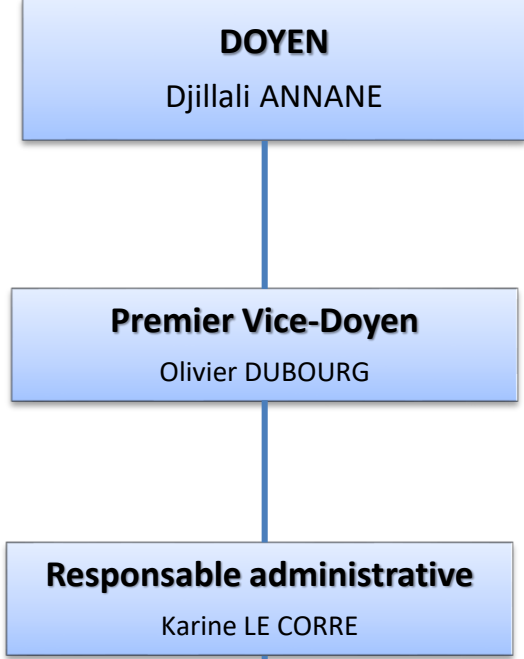 DOYEN
Djillali ANNANE
Premier Vice-Doyen
Olivier DUBOURG
Responsable administrative
Karine LE CORRE